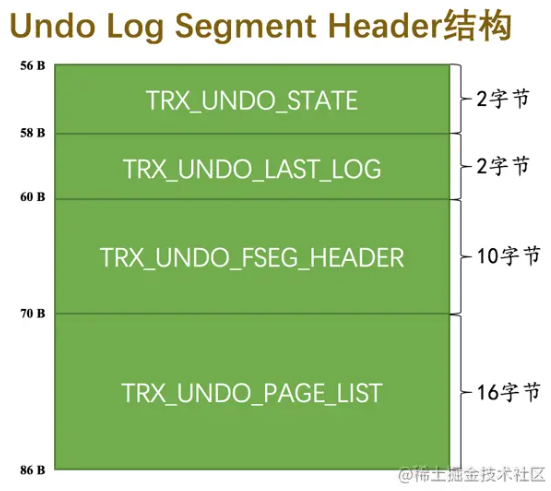 Undo Log Segment Header结构
56 B
TRX_UNDO_STATE
2字节
58 B
TRX_UNDO_LAST_LOG
2字节
60 B
TRX_UNDO_FSEG_HEADER
10字节
70 B
TRX_UNDO_PAGE_LIST
16字节
86 B
@稀土掘金技术社区